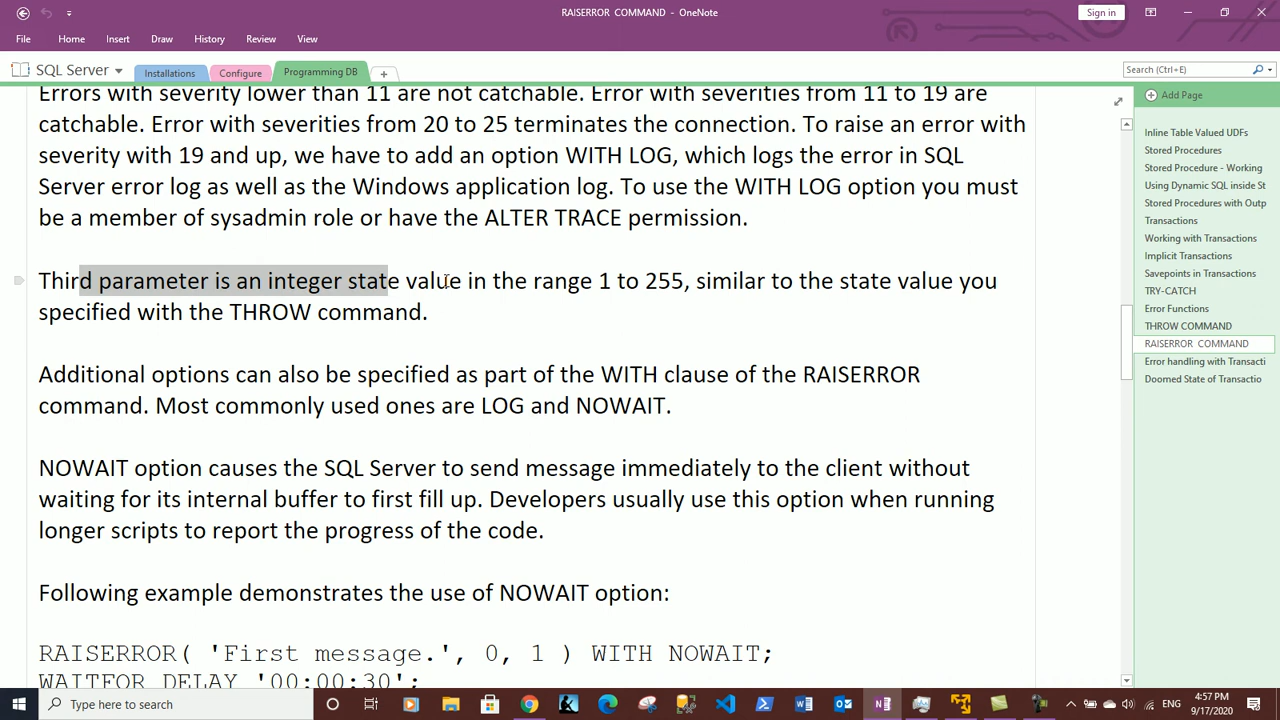 RAISERROR COMMAND - OneNote
Sign in
File Home Insert Draw History Review View
SQL Server Installations Configure Programming DB
Search (Ctrl+E)
Errors with severity lower than 11 are not catchable. Error with severities from 11 to 19 are
catchable. Error with severities from 20 to 25 terminates the connection. To raise an error with
severity with 19 and up, we have to add an option WITH LOG, which logs the error in SQL
Server error log as well as the Windows application log. To use the WITH LOG option you must
be a member of sysadmin role or have the ALTER TRACE permission.
Third parameter is an integer state value in the range 1 to 255, similar to the state value you
specified with the THROW command.
Additional options can also be specified as part of the WITH clause of the RAISERROR
command. Most commonly used ones are LOG and NOWAIT.
NOWAIT option causes the SQL Server to send message immediately to the client without
waiting for its internal buffer to first fill up. Developers usually use this option when running
longer scripts to report the progress of the code.
Following example demonstrates the use of NOWAIT option:
RAISERROR( 'First message.', 0, 1 ) WITH NOWAIT;
WAITFOR DELAY '00:00:30';
Add Page
Inline Table Valued UDFs
Stored Procedures
Stored Procedure - Working
Using Dynamic SQL inside St
Stored Procedures with Outp
Transactions
Working with Transactions
Implicit Transactions
Savepoints in Transactions
TRY-CATCH
Error Functions
THROW COMMAND
RAISERROR COMMAND
Error handling with Transacti
Doomed State of Transactio
Type here to search
ENG
4:57 PM
9/17/2020